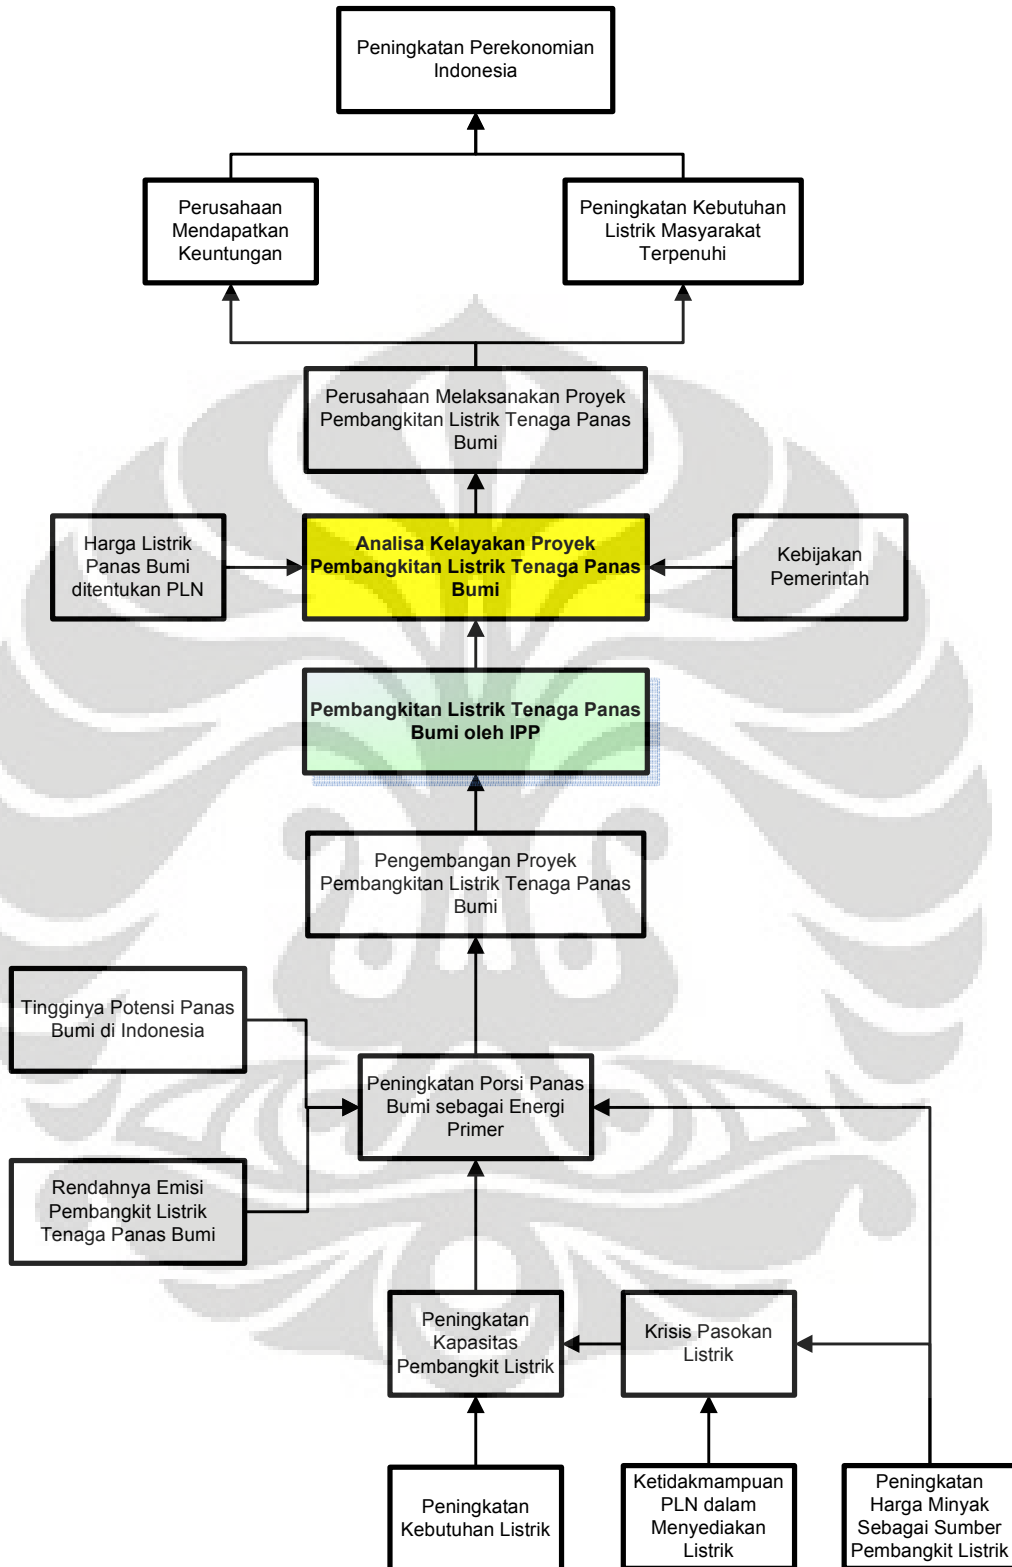 Peningkatan Perekonomian
Indonesia
Perusahaan
Mendapatkan
Keuntungan
Peningkatan Kebutuhan
Listrik Masyarakat
Terpenuhi
Perusahaan Melaksanakan Proyek
Pembangkitan Listrik Tenaga Panas
Bumi
Harga Listrik
Panas Bumi
ditentukan PLN
Analisa Kelayakan Proyek
Pembangkitan Listrik Tenaga Panas
Bumi
Kebijakan
Pemerintah
Pembangkitan Listrik Tenaga Panas
Bumi oleh IPP
Pengembangan Proyek
Pembangkitan Listrik Tenaga Panas
Bumi
Tingginya Potensi Panas
Bumi di Indonesia
Peningkatan Porsi Panas
Bumi sebagai Energi
Primer
Rendahnya Emisi
Pembangkit Listrik
Tenaga Panas Bumi
Peningkatan
Kapasitas
Pembangkit Listrik
Krisis Pasokan
Listrik
Peningkatan
Kebutuhan Listrik
Ketidakmampuan
PLN dalam
Menyediakan
Listrik
Peningkatan
Harga Minyak
Sebagai Sumber
Pembangkit Listrik